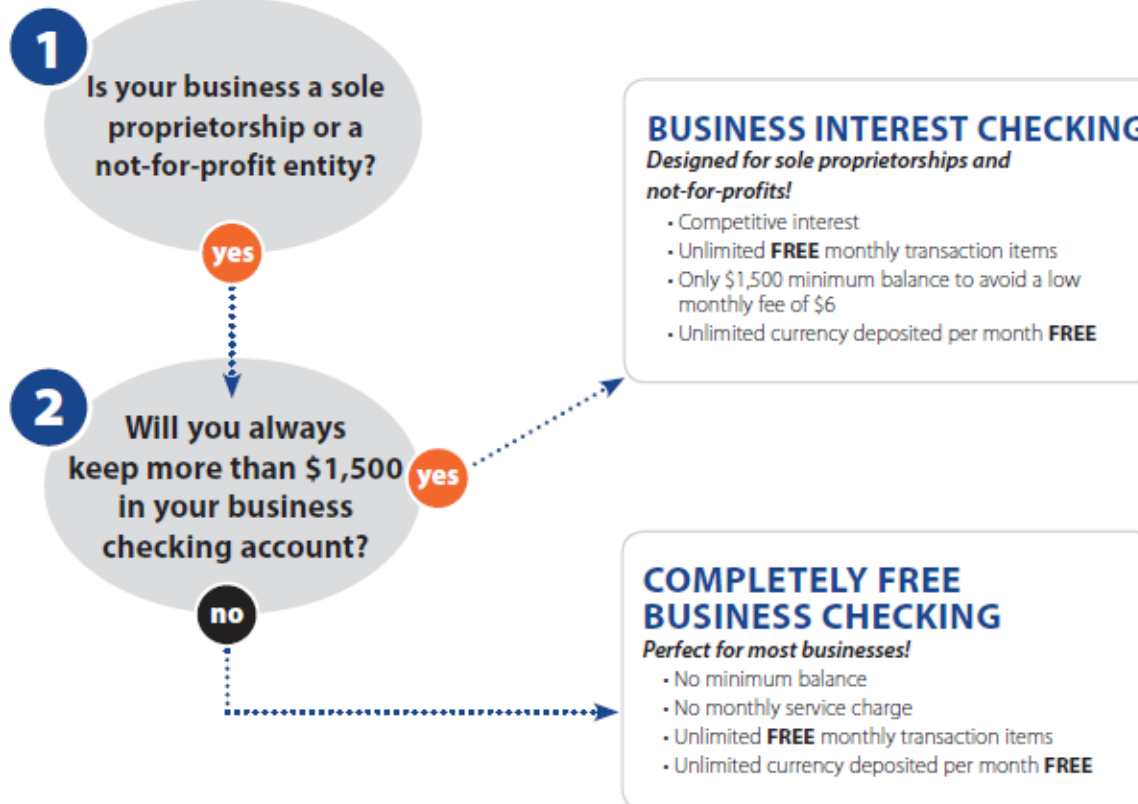 1
Is your business a sole
proprietorship or a
not-for-profit entity?
yes
2
Will you always
keep more than $1,500
in your business
checking account?
yes
no
BUSINESS INTEREST CHECKING
Designed for sole proprietorships and
not-for-profits!
• Competitive interest
• Unlimited FREE monthly transaction items
• Only $1,500 minimum balance to avoid a low
monthly fee of $6
• Unlimited currency deposited per month FREE
COMPLETELY FREE
BUSINESS CHECKING
Perfect for most businesses!
• No minimum balance
• No monthly service charge
• Unlimited FREE monthly transaction items
• Unlimited currency deposited per month FREE